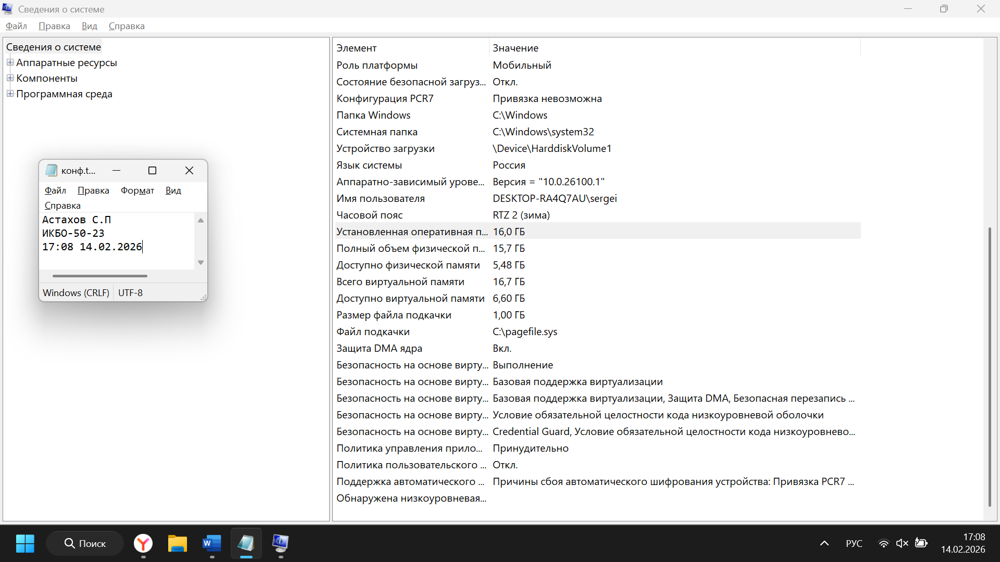 Сведения о системе
Файл Правка Вид Справка
Сведения о системе
Аппаратные ресурсы
Компоненты
Программная среда
конф.t...
Файл Правка Формат Вид
Справка
Астахов С.П
ИКБО-50-23
17:08 14.02.2026
Windows (CRLF) UTF-8
Элемент Значение
Роль платформы Мобильный
Состояние безопасной загруз... Откл.
Конфигурация PCR7 Привязка невозможна
Папка Windows C:\Windows
Системная папка C:\Windows\system32
Устройство загрузки \Device\HarddiskVolume1
Язык системы Россия
Аппаратно-зависимый урове... Версия = "10.0.26100.1"
Имя пользователя DESKTOP-RA4Q7AU\sergei
Часовой пояс RTZ 2 (зима)
Установленная оперативная п... 16,0 ГБ
Полный объем физической п... 15,7 ГБ
Доступно физической памяти 5,48 ГБ
Всего виртуальной памяти 16,7 ГБ
Доступно виртуальной памяти 6,60 ГБ
Размер файла подкачки 1,00 ГБ
Файл подкачки C:\pagefile.sys
Защита DMA ядра Вкл.
Безопасность на основе вирту... Выполнение
Безопасность на основе вирту... Базовая поддержка виртуализации
Безопасность на основе вирту... Базовая поддержка виртуализации, Защита DMA, Безопасная перезапись ...
Безопасность на основе вирту... Условие обязательной целостности кода низкоуровневой оболочки
Безопасность на основе вирту... Credential Guard, Условие обязательной целостности кода низкоуровнево...
Политика управления прило... Принудительно
Политика пользовательского ... Откл.
Поддержка автоматического ... Причины сбоя автоматического шифрования устройства: Привязка PCR7 ...
Обнаружена низкоуровневая...
Поиск
РУС
17:08
14.02.2026